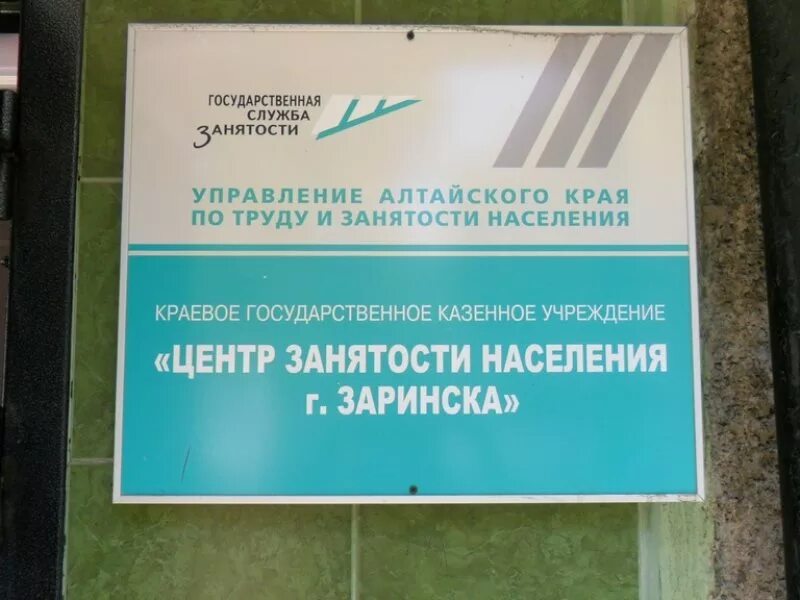 ГОСУДАРСТВЕННАЯ
СЛУЖБА
ЗАНЯТОСТИ
УПРАВЛЕНИЕ АЛТАЙСКОГО КРАЯ
ПО ТРУДУ И ЗАНЯТОСТИ НАСЕЛЕНИЯ
КРАЕВОЕ ГОСУДАРСТВЕННОЕ КАЗЕННОЕ УЧРЕЖДЕНИЕ
«ЦЕНТР ЗАНЯТОСТИ НАСЕЛЕНИЯ
г. ЗАРИНСКА»